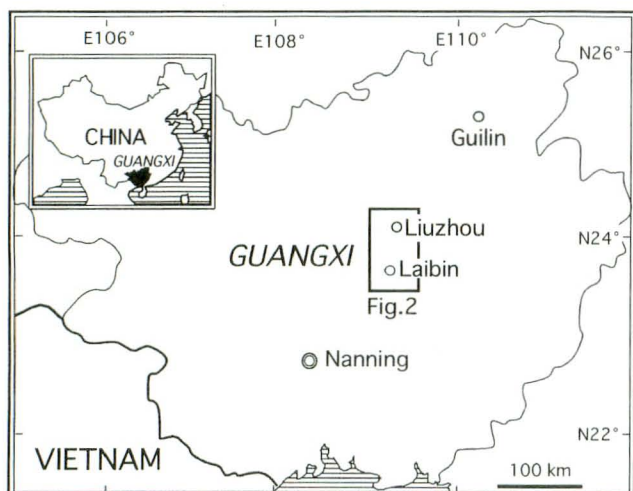 E106°
E108°
E110°
N26°
CHINA
GUANGXI
Guilin
Liuzhou
N24°
GUANGXI
Laibin
Fig.2
Nanning
N22°
VIETNAM
100 km